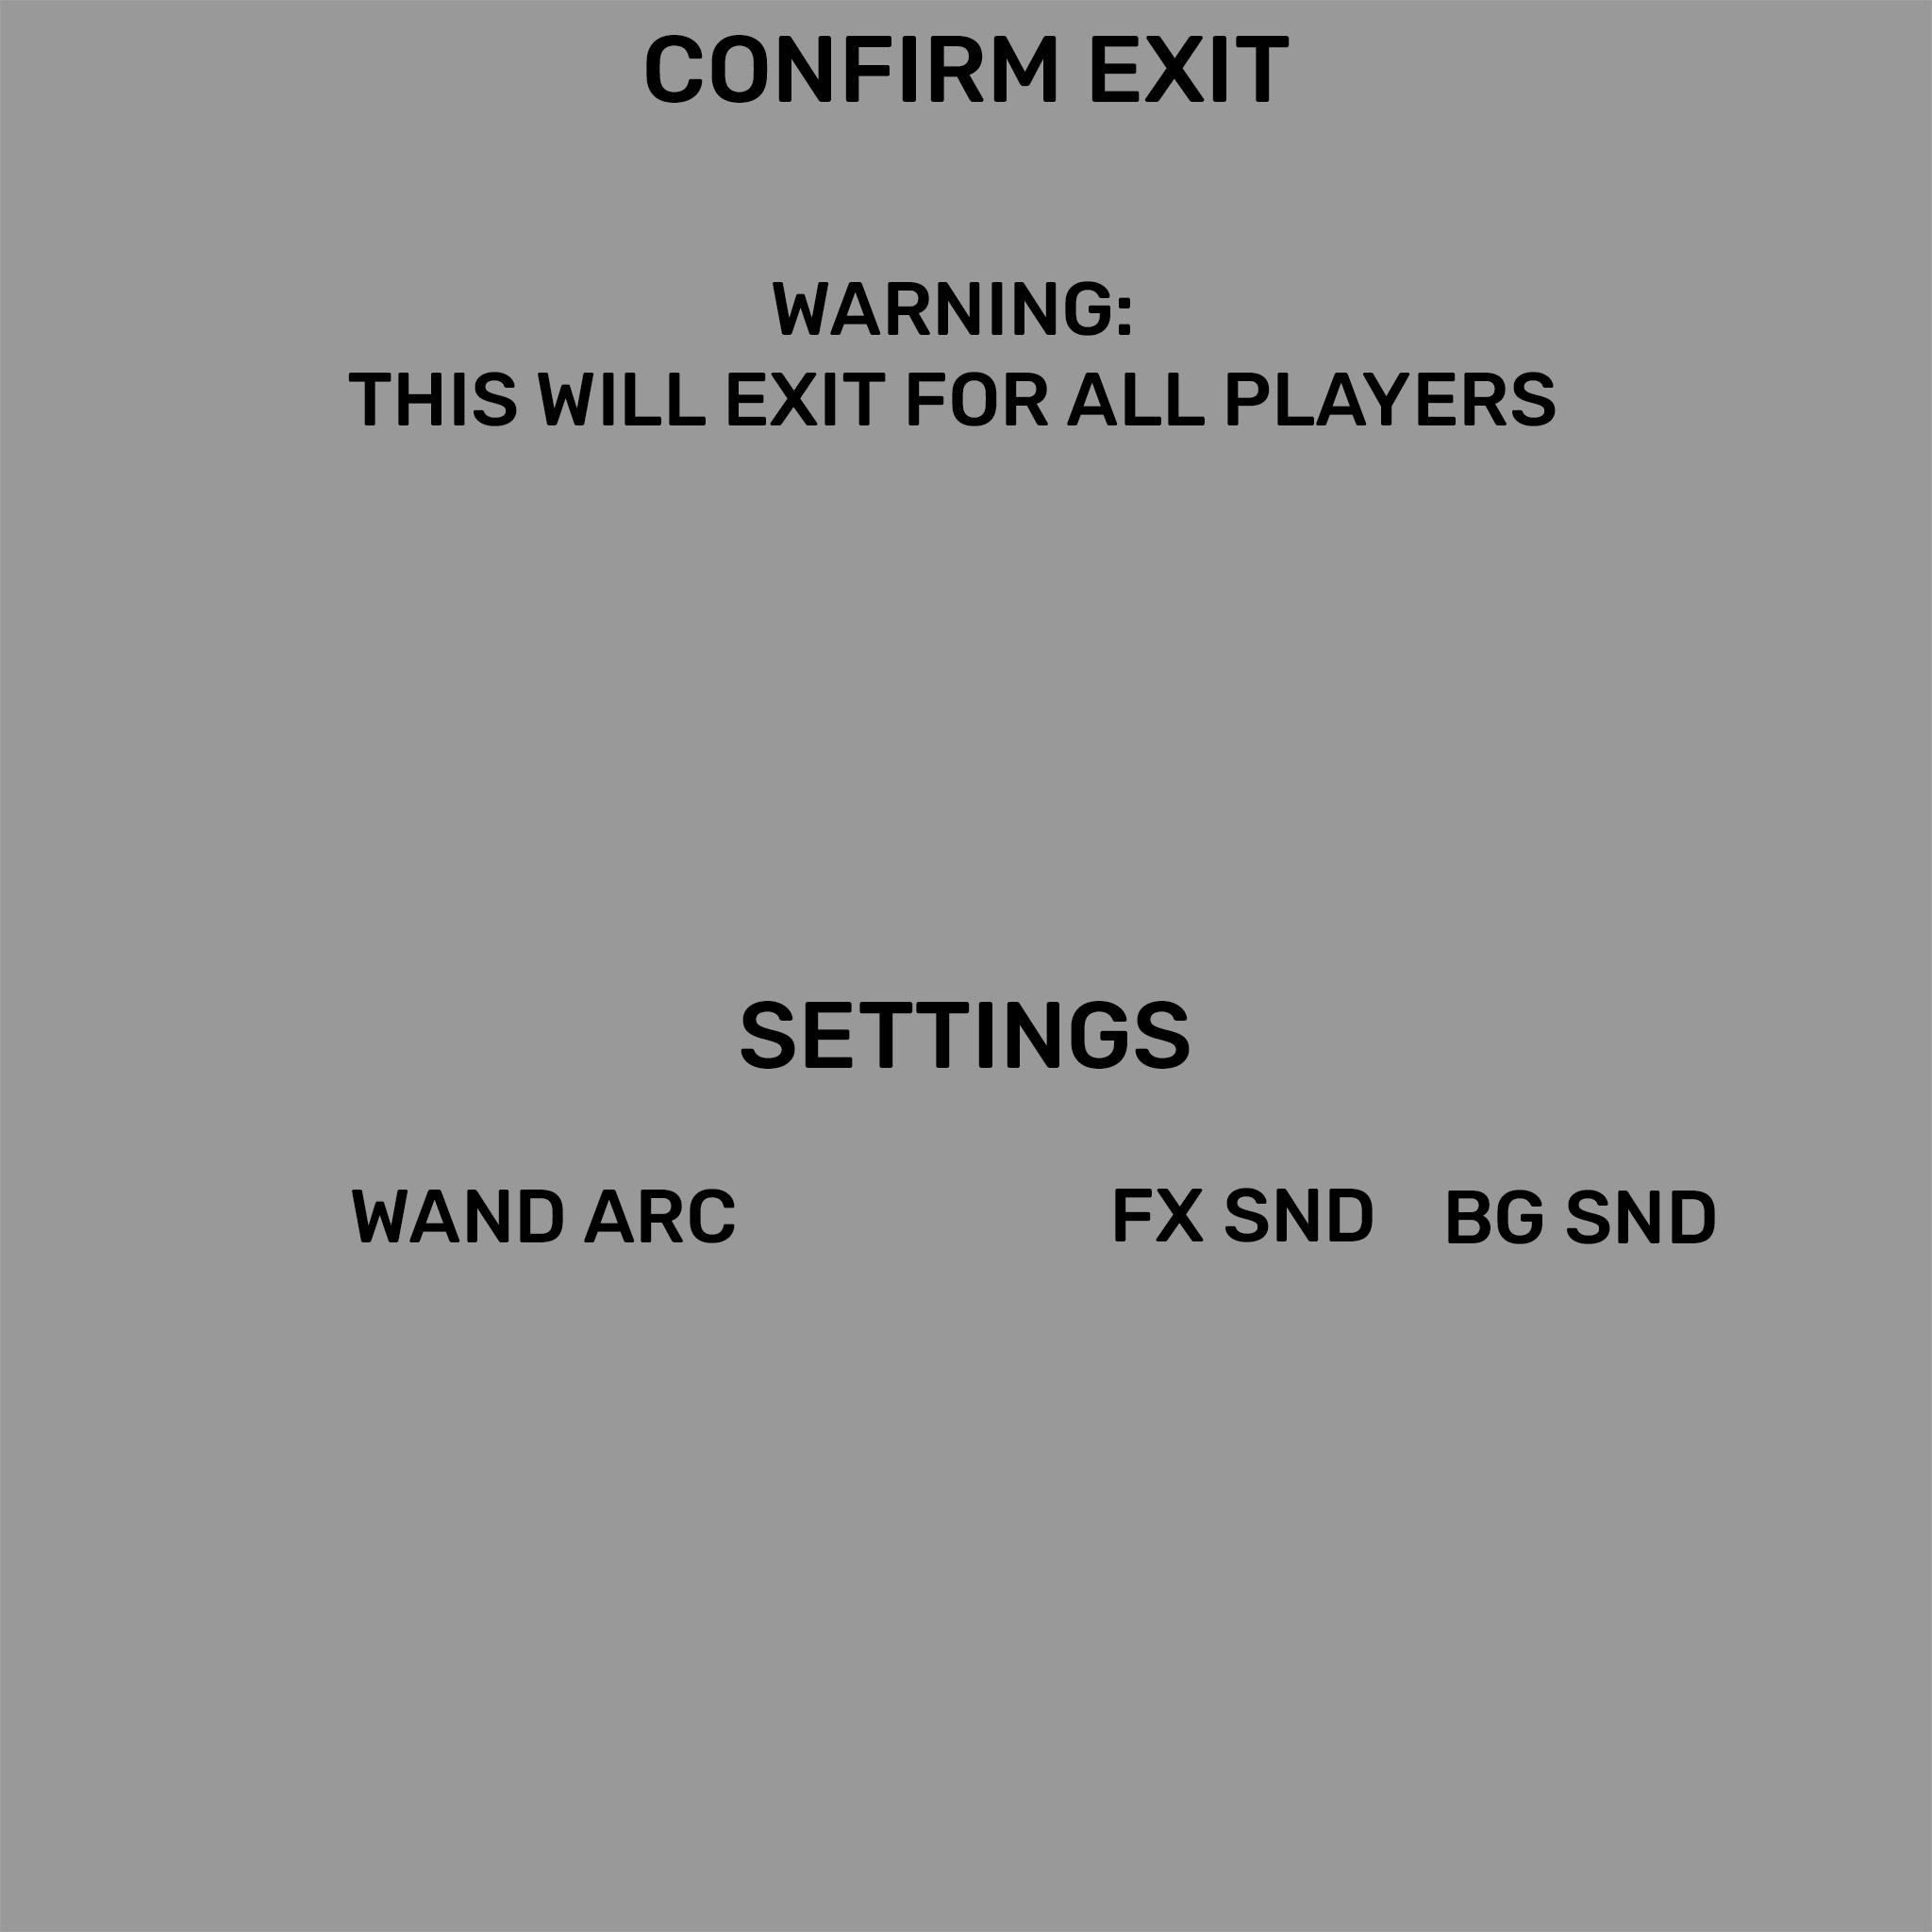 CONFIRM EXIT
WARNING:
THIS WILL EXIT FOR ALL PLAYERS
SETTINGS
WAND ARC FX SND BG SND